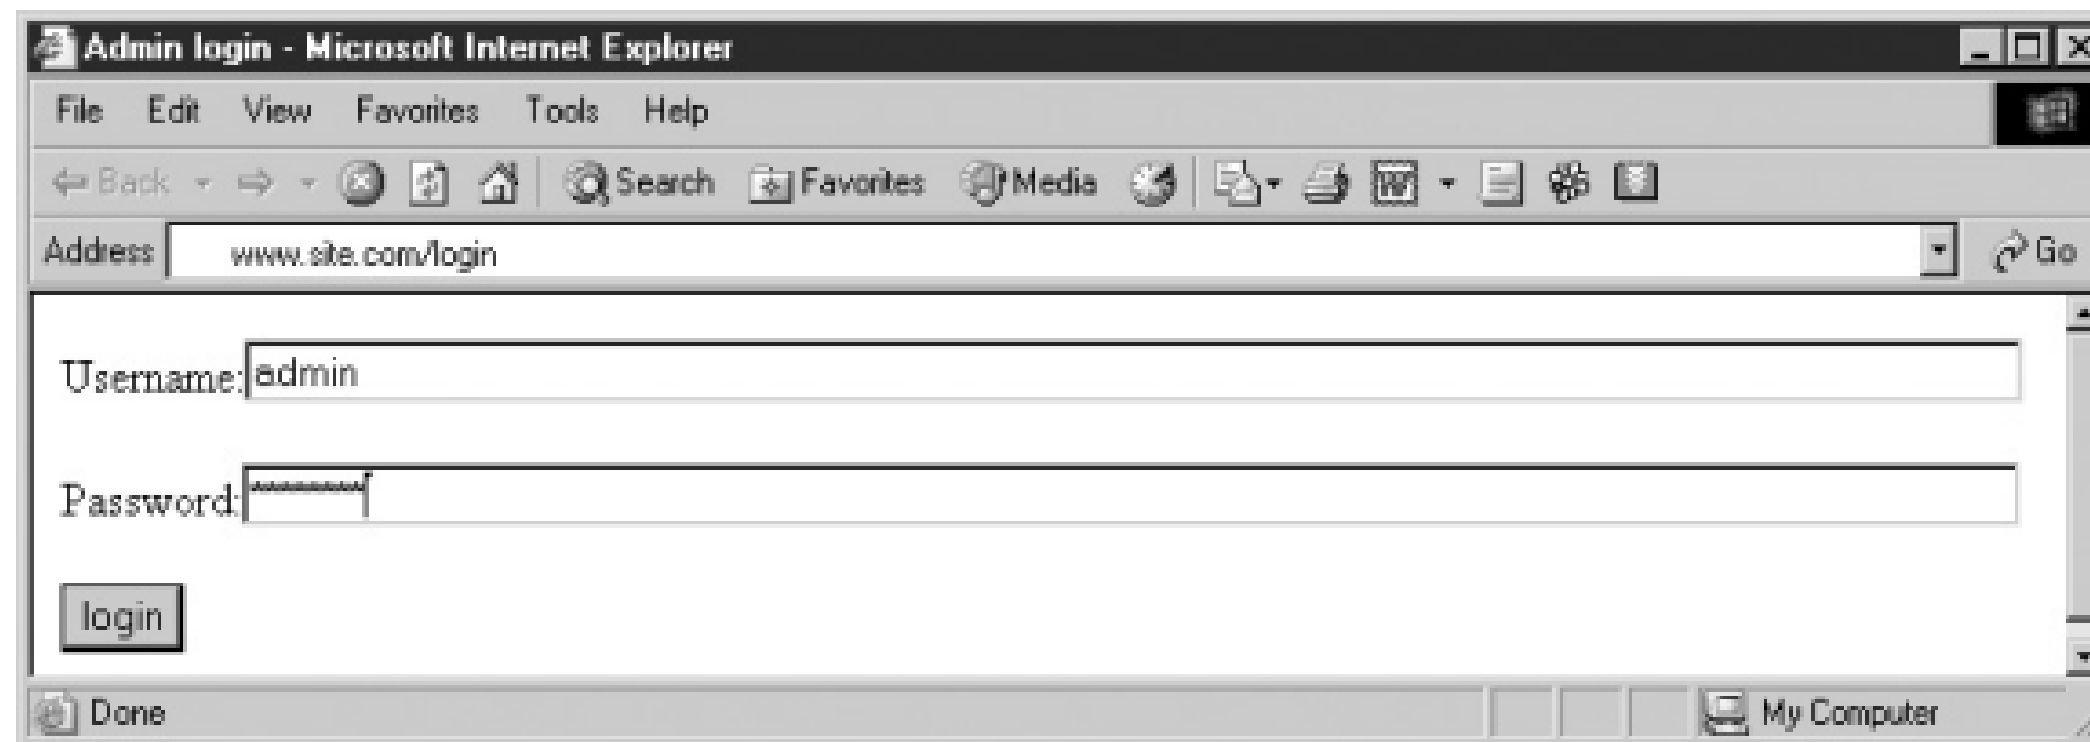 Admin login - Microsoft Internet Explorer
File Edit View Favorites Tools Help
Back Search Favorites Media
Address www.site.com/login Go
Username: admin
Password:
login
Done My Computer